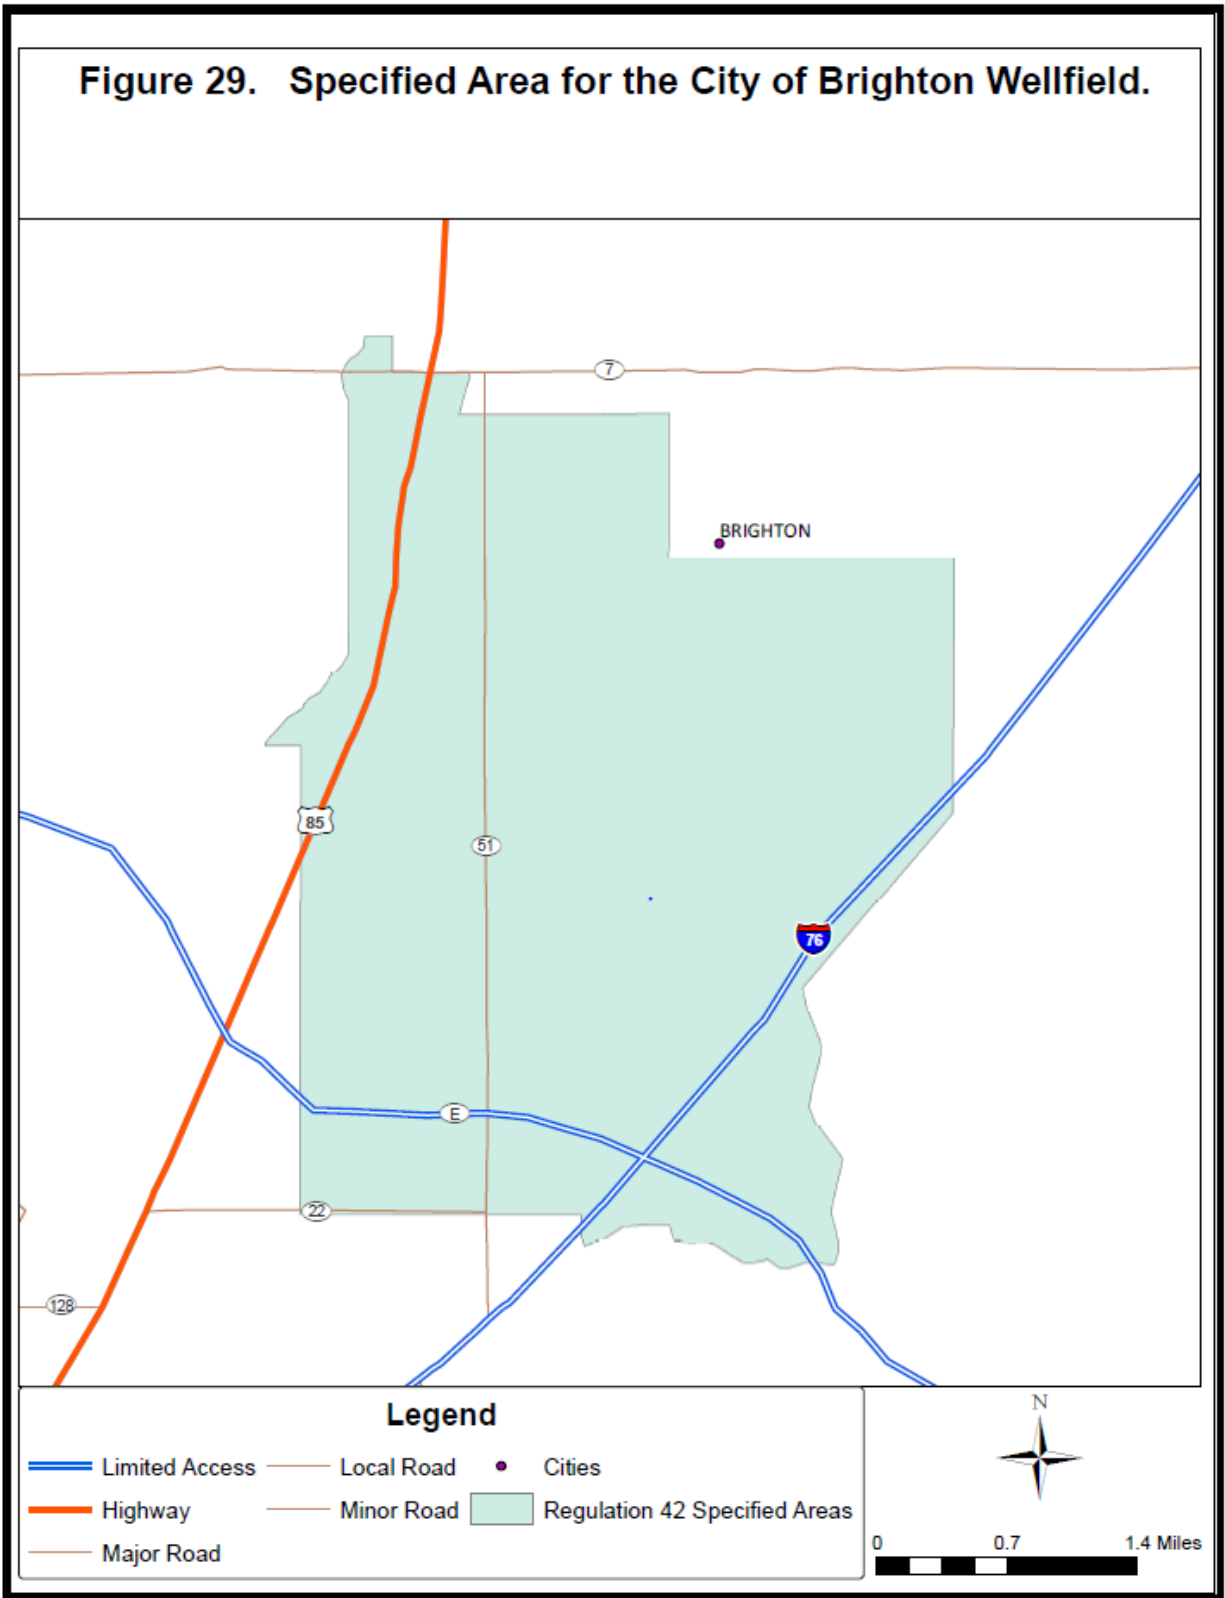 Figure 29. Specified Area for the City of Brighton Wellfield.
7
BRIGHTON
85
51
76
E
22
128
Legend
Limited Access
Local Road
Cities
Highway
Minor Road
Regulation 42 Specified Areas
Major Road
N
0 0.7 1.4 Miles